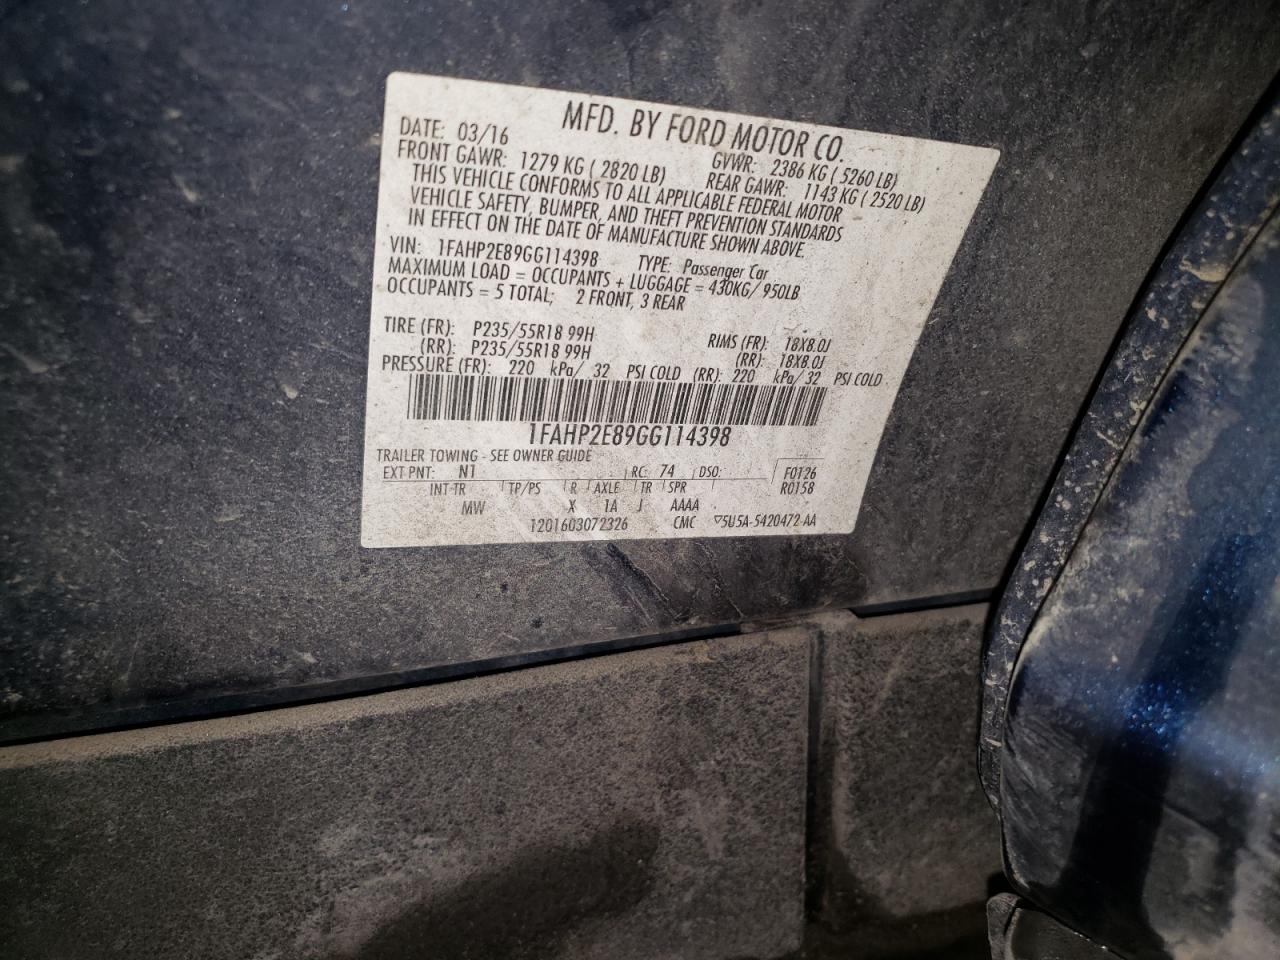 MFD. BY FORD MOTOR CO.
DATE: 03/16 GVWR: 2386 KG ( 5260 LB)
FRONT GAWR: 1279 KG ( 2820 LB) REAR GAWR: 1143 KG ( 2520 LB)
THIS VEHICLE CONFORMS TO ALL APPLICABLE FEDERAL MOTOR
VEHICLE SAFETY, BUMPER, AND THEFT PREVENTION STANDARDS
IN EFFECT ON THE DATE OF MANUFACTURE SHOWN ABOVE.
VIN: 1FAHP2E89GG114398 TYPE: Passenger Car
MAXIMUM LOAD = OCCUPANTS + LUGGAGE = 430KG/ 950LB
OCCUPANTS = 5 TOTAL; 2 FRONT, 3 REAR
TIRE (FR): P235/55R18 99H RIMS (FR): 18X8.0J
(RR): P235/55R18 99H (RR): 18X8.0J
PRESSURE (FR): 220 kPa/ 32 PSI COLD (RR): 220 kPa/ 32 PSI COLD
1FAHP2E89GG114398
TRAILER TOWING - SEE OWNER GUIDE
EXT PNT: N1 RC: 74 DSO: F0126
INT TR TP/PS R AXLE TR SPR R0158
MW X 1A J AAAA
1201603072326 CMC ▽5U5A-5420472-AA